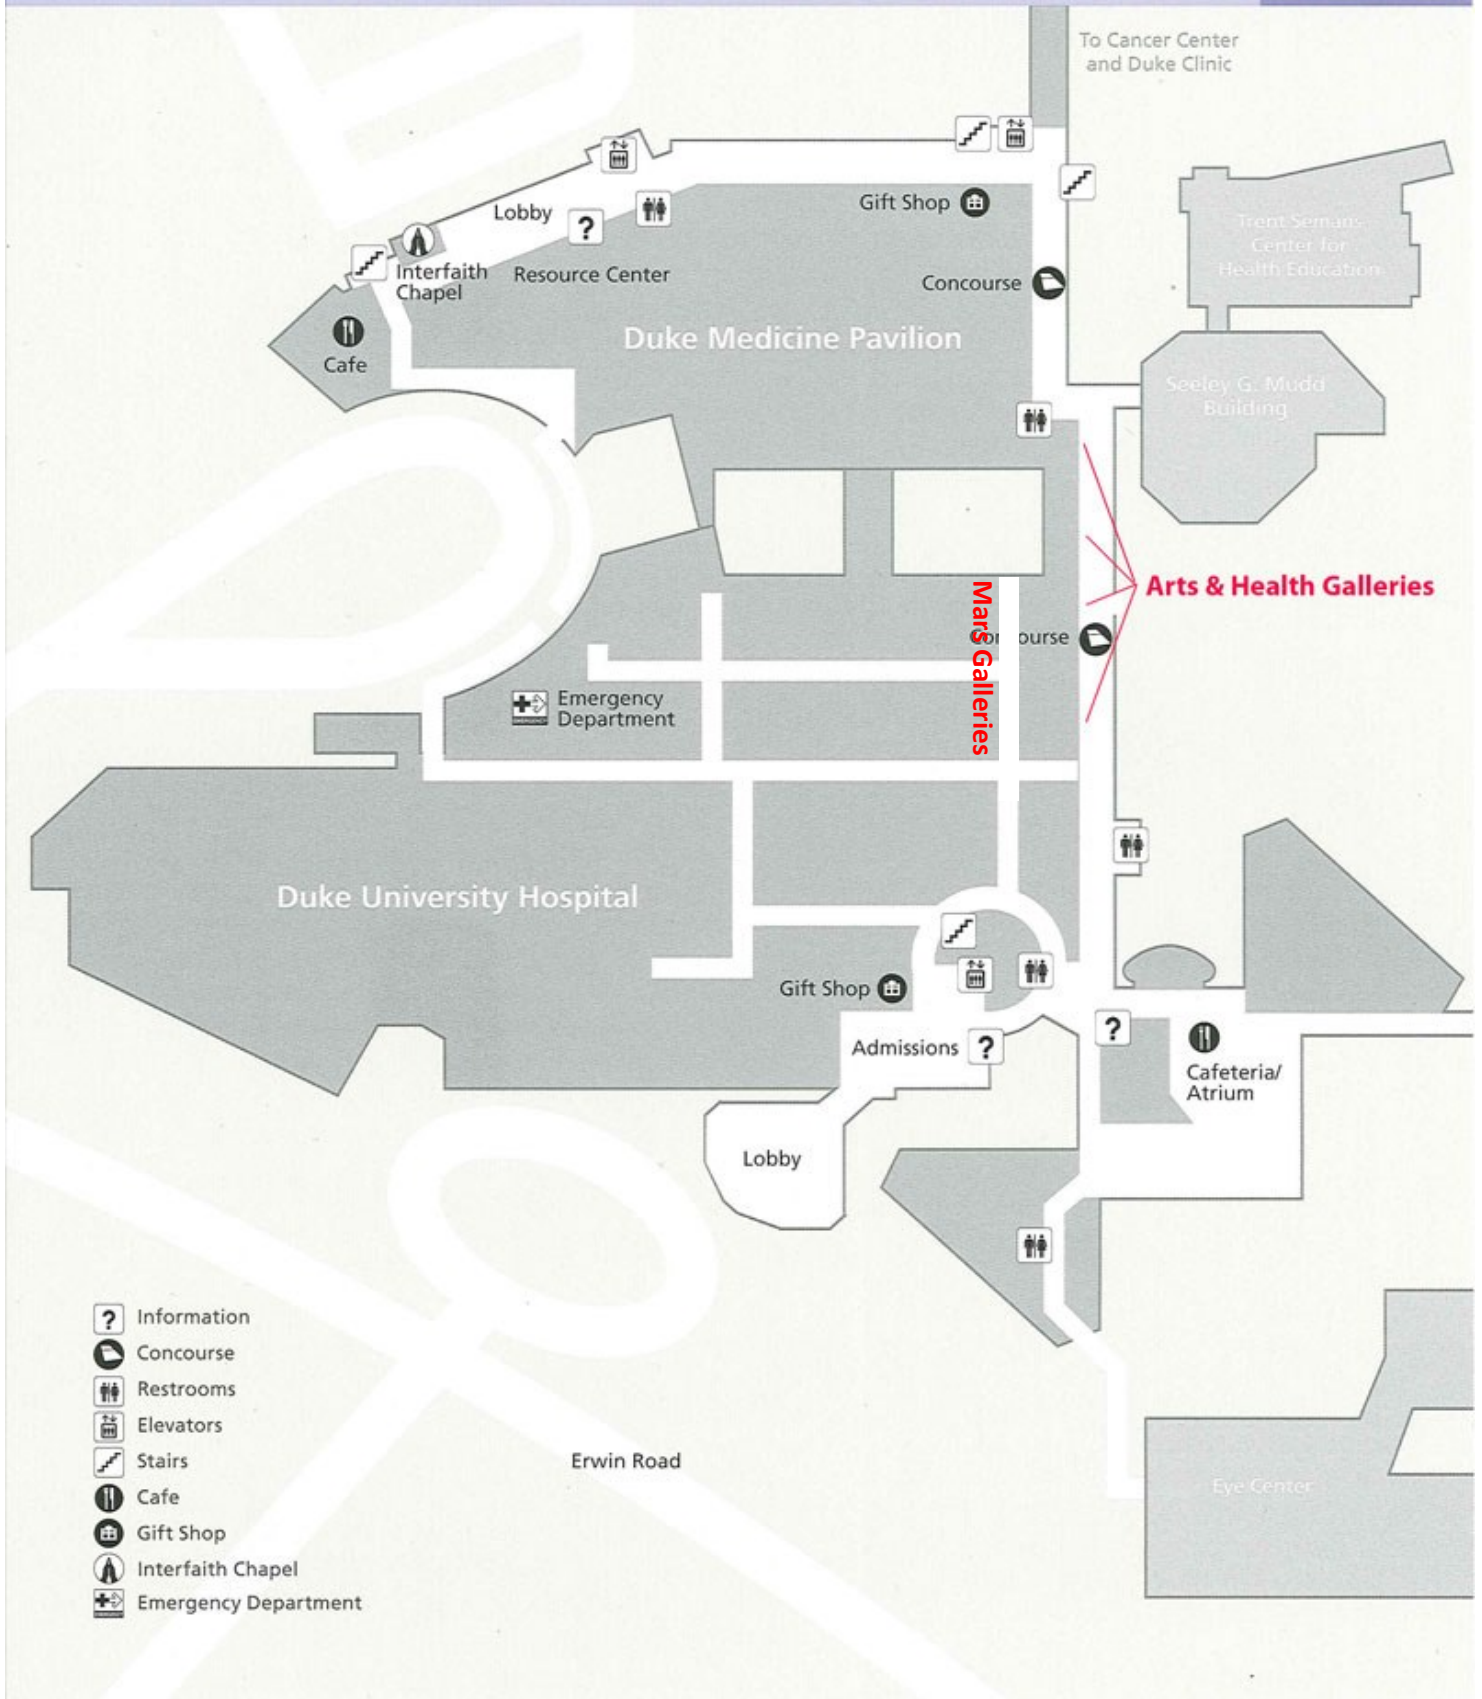 To Cancer Center
and Duke Clinic
Gift Shop
Trent Semans
Center for
Health Education
Lobby
Interfaith
Chapel
Resource Center
Concourse
Duke Medicine Pavilion
Cafe
Seeley G. Mudd
Building
Arts & Health Galleries
Mars Galleries
Concourse
Emergency
Department
Duke University Hospital
Gift Shop
Admissions
?
?
?
Cafeteria/
Atrium
Lobby
? Information
Concourse
Restrooms
Elevators
Stairs
Cafe
Gift Shop
Interfaith Chapel
Emergency Department
Erwin Road
Eye Center